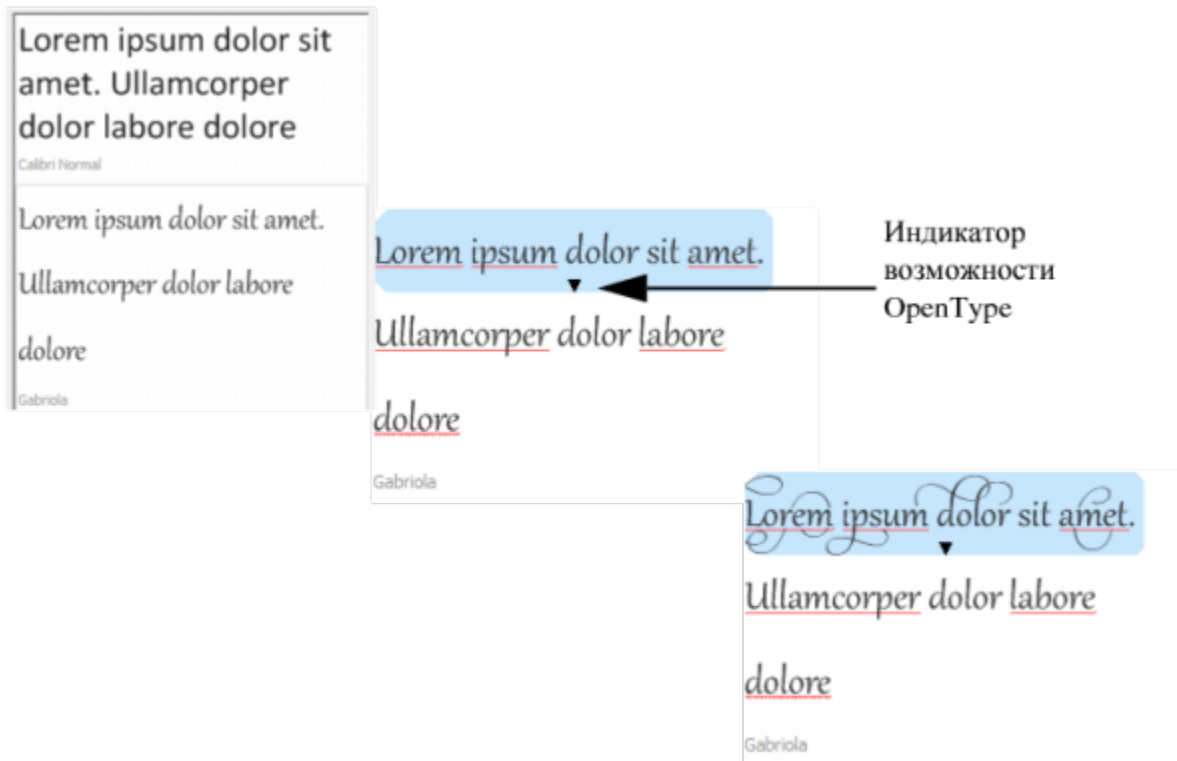 Lorem ipsum dolor sit
amet. Ullamcorper
dolor labore dolore
Calibri Normal
Lorem ipsum dolor sit amet.
Ullamcorper dolor labore
dolore
Gabriola
Lorem ipsum dolor sit amet.
Ullamcorper dolor labore
dolore
Gabriola
Индикатор
возможности
OpenType
Lorem ipsum dolor sit amet.
Ullamcorper dolor labore
dolore
Gabriola